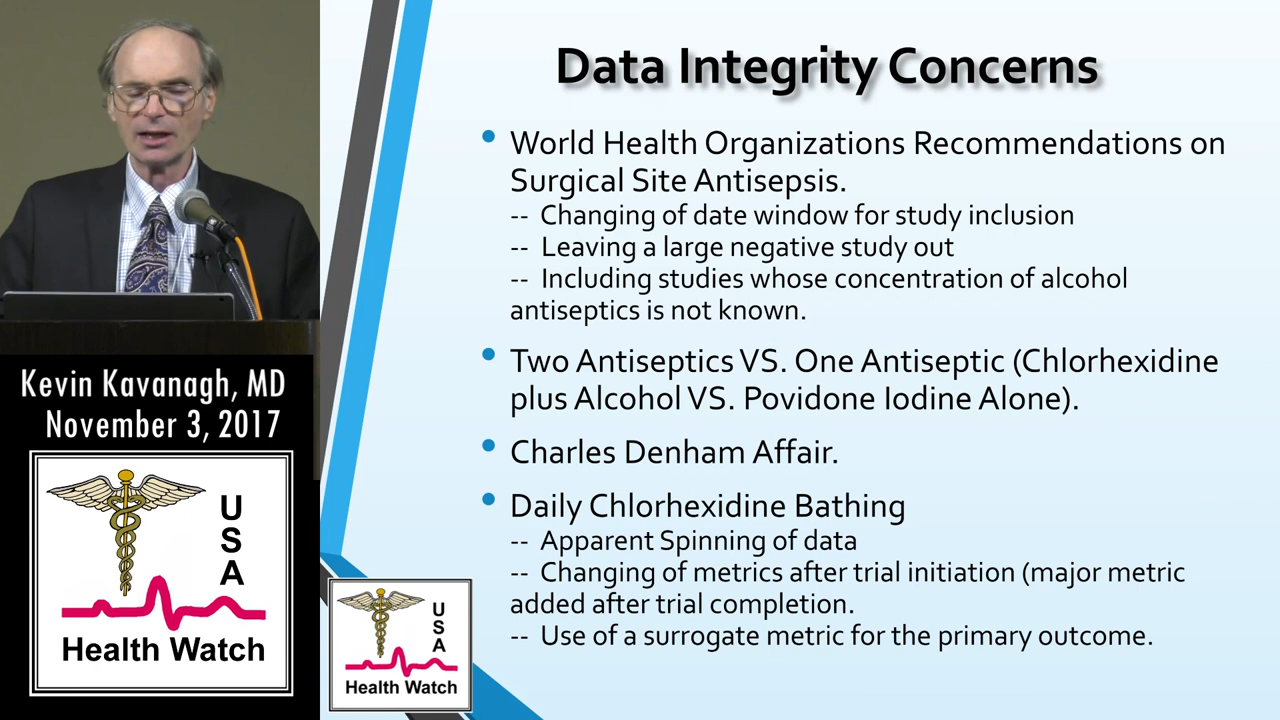 Data Integrity Concerns
• World Health Organizations Recommendations on
Surgical Site Antisepsis.
-- Changing of date window for study inclusion
-- Leaving a large negative study out
-- Including studies whose concentration of alcohol
antiseptics is not known.
• Two Antiseptics VS. One Antiseptic (Chlorhexidine
plus Alcohol VS. Povidone Iodine Alone).
• Charles Denham Affair.
• Daily Chlorhexidine Bathing
-- Apparent Spinning of data
-- Changing of metrics after trial initiation (major metric
added after trial completion.
-- Use of a surrogate metric for the primary outcome.
Kevin Kavanagh, MD
November 3, 2017
U
S
A
Health Watch
U
S
A
Health Watch